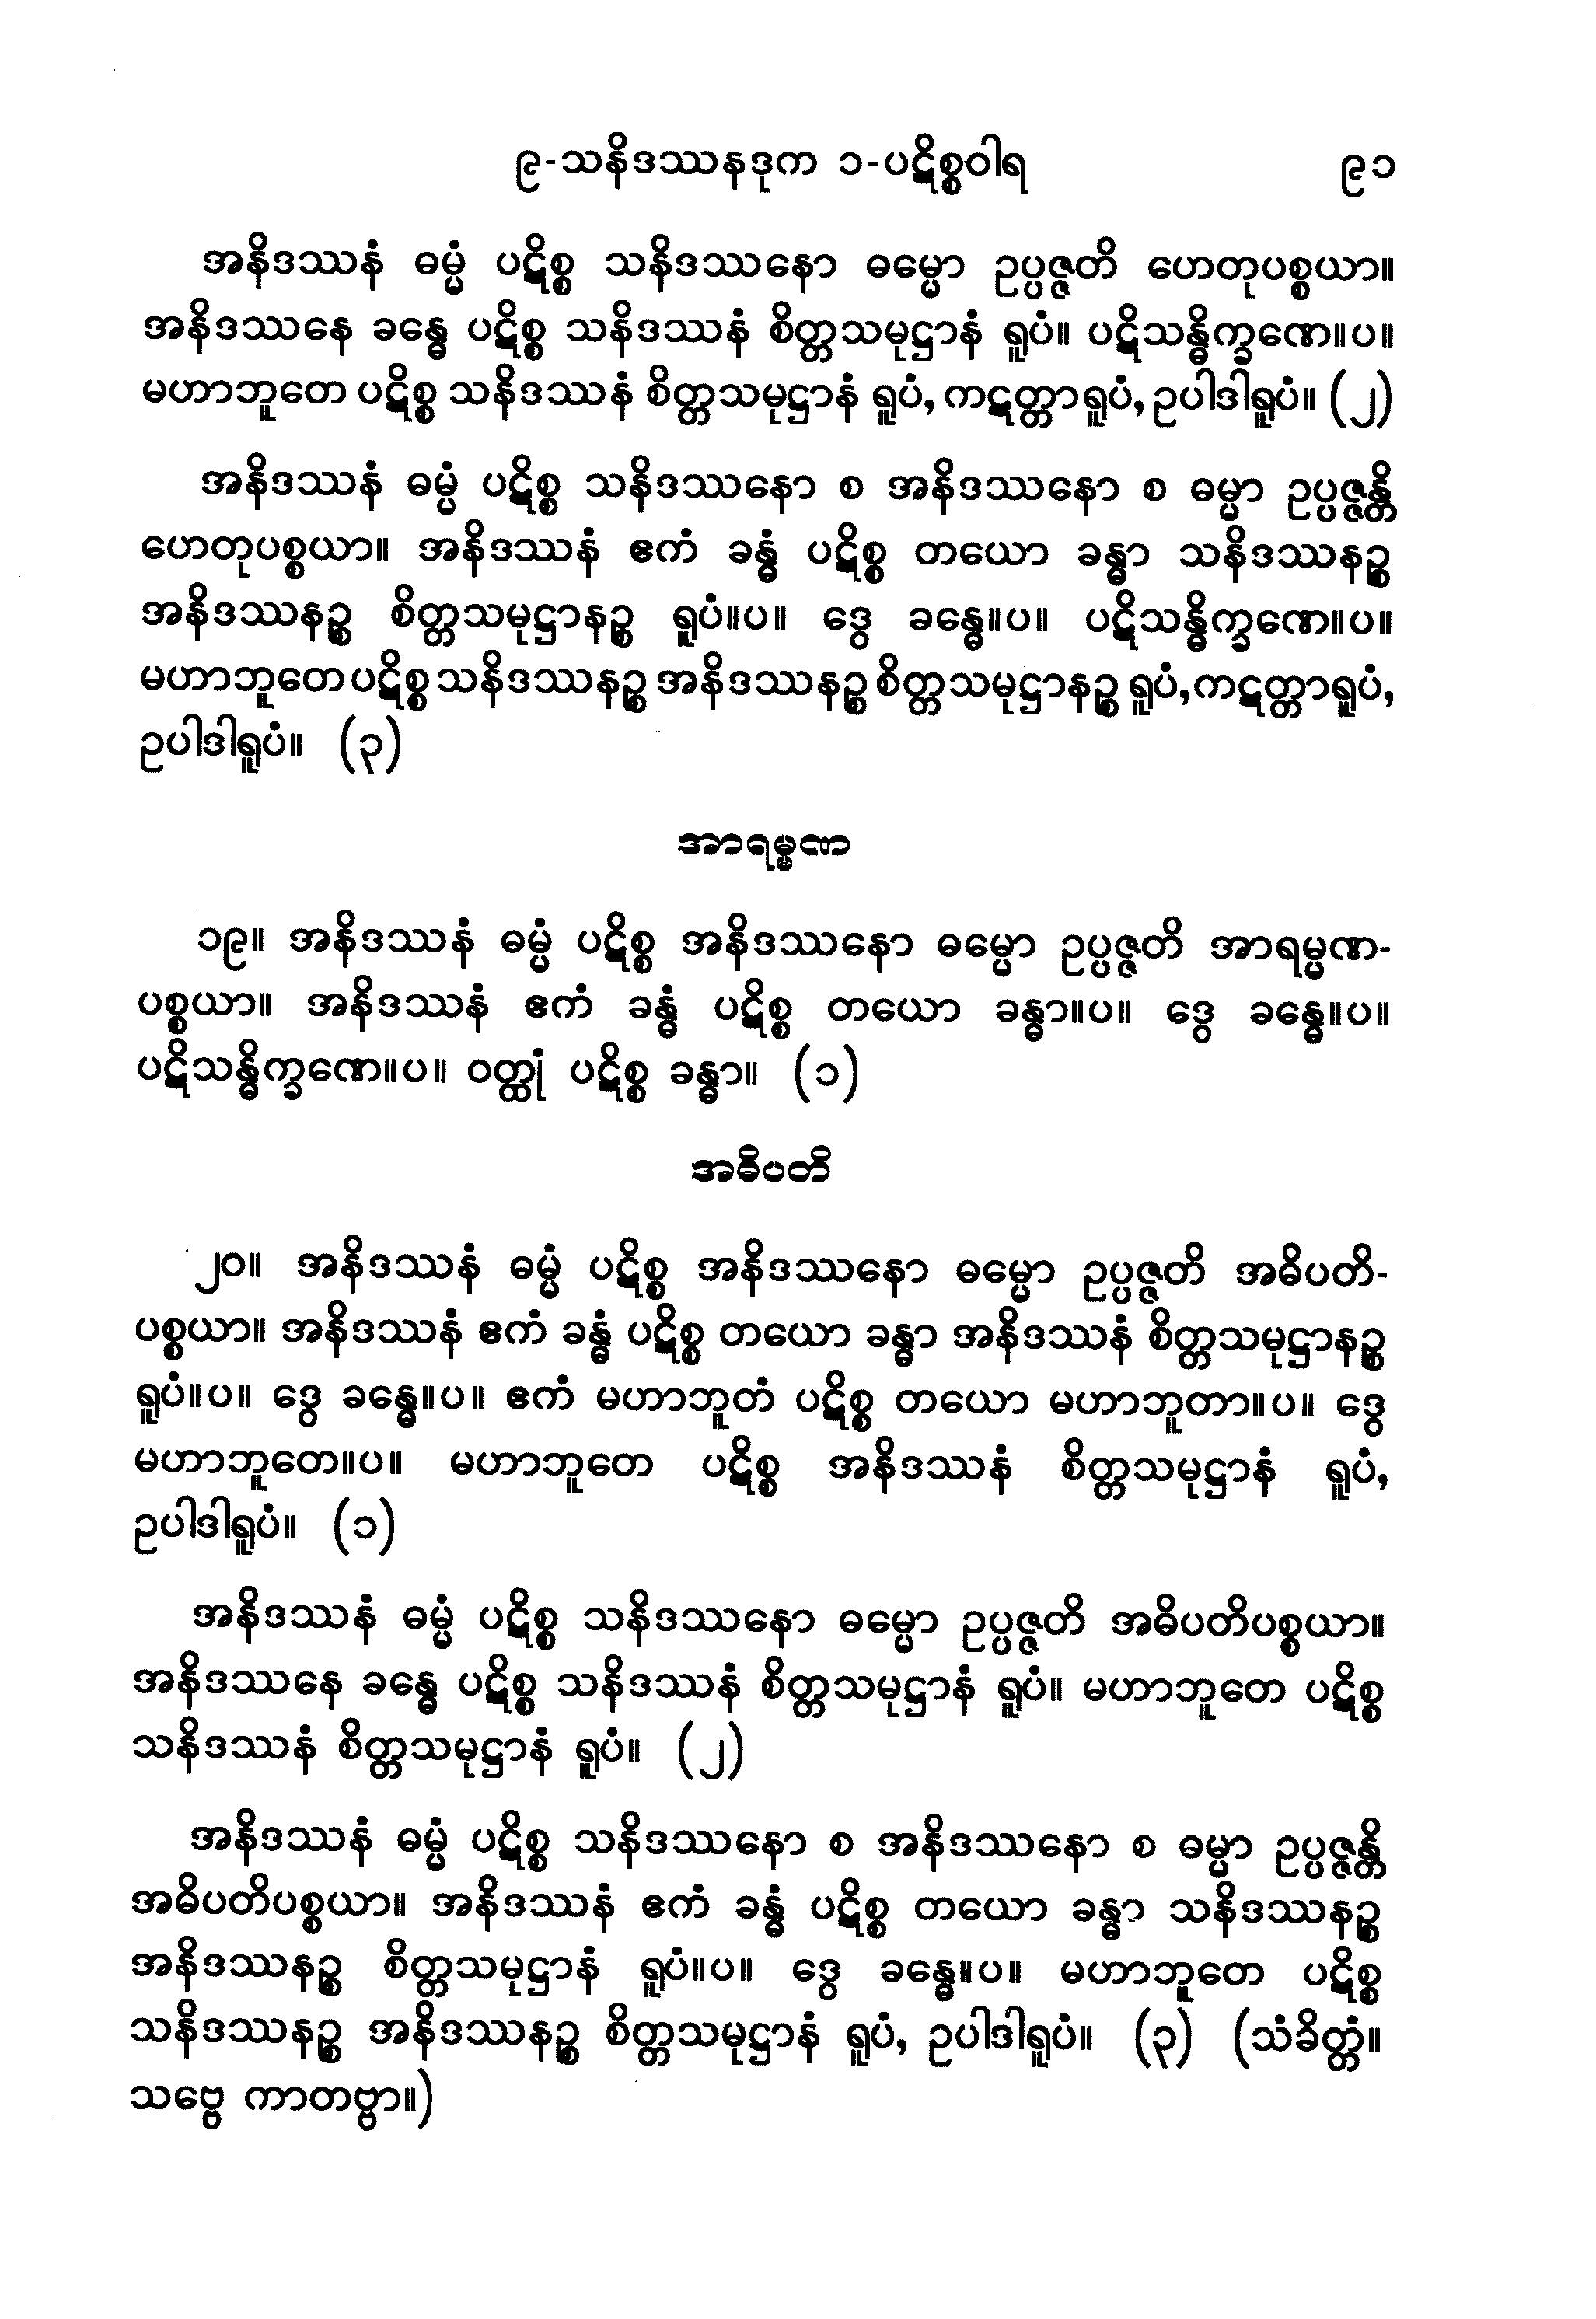 ၉-သနိဒဿနဒုက ၁-ပဋိစ္စဝါရ ၉၁
အနိဒဿနံ ဓမ္မံ ပဋိစ္စ သနိဒဿနော ဓမ္မော ဥပ္ပဇ္ဇတိ ဟေတုပစ္စယာ။
အနိဒဿနေ ခန္ဓေ ပဋိစ္စ သနိဒဿနံ စိတ္တသမုဋ္ဌာနံ ရူပံ။ ပဋိသန္ဓိက္ခဏေ။ပ။
မဟာဘူတေ ပဋိစ္စ သနိဒဿနံ စိတ္တသမုဋ္ဌာနံ ရူပံ, ကဋတ္တာရူပံ, ဥပါဒါရူပံ။ (၂)
အနိဒဿနံ ဓမ္မံ ပဋိစ္စ သနိဒဿနော စ အနိဒဿနော စ ဓမ္မာ ဥပ္ပဇ္ဇန္တိ
ဟေတုပစ္စယာ။ အနိဒဿနံ ဧကံ ခန္ဓံ ပဋိစ္စ တယော ခန္ဓာ သနိဒဿနဉ္စ
အနိဒဿနဉ္စ စိတ္တသမုဋ္ဌာနဉ္စ ရူပံ။ပ။ ဒွေ ခန္ဓေ။ပ။ ပဋိသန္ဓိက္ခဏေ။ပ။
မဟာဘူတေ ပဋိစ္စ သနိဒဿနဉ္စ အနိဒဿနဉ္စ စိတ္တသမုဋ္ဌာနဉ္စ ရူပံ, ကဋတ္တာရူပံ,
ဥပါဒါရူပံ။ (၃)
အာရမ္မဏ
၁၉။ အနိဒဿနံ ဓမ္မံ ပဋိစ္စ အနိဒဿနော ဓမ္မော ဥပ္ပဇ္ဇတိ အာရမ္မဏ-
ပစ္စယာ။ အနိဒဿနံ ဧကံ ခန္ဓံ ပဋိစ္စ တယော ခန္ဓာ။ပ။ ဒွေ ခန္ဓေ။ပ။
ပဋိသန္ဓိက္ခဏေ။ပ။ ဝတ္ထုံ ပဋိစ္စ ခန္ဓာ။ (၁)
အဓိပတိ
၂၀။ အနိဒဿနံ ဓမ္မံ ပဋိစ္စ အနိဒဿနော ဓမ္မော ဥပ္ပဇ္ဇတိ အဓိပတိ-
ပစ္စယာ။ အနိဒဿနံ ဧကံ ခန္ဓံ ပဋိစ္စ တယော ခန္ဓာ အနိဒဿနံ စိတ္တသမုဋ္ဌာနဉ္စ
ရူပံ။ပ။ ဒွေ ခန္ဓေ။ပ။ ဧကံ မဟာဘူတံ ပဋိစ္စ တယော မဟာဘူတာ။ပ။ ဒွေ
မဟာဘူတေ။ပ။ မဟာဘူတေ ပဋိစ္စ အနိဒဿနံ စိတ္တသမုဋ္ဌာနံ ရူပံ,
ဥပါဒါရူပံ။ (၁)
အနိဒဿနံ ဓမ္မံ ပဋိစ္စ သနိဒဿနော ဓမ္မော ဥပ္ပဇ္ဇတိ အဓိပတိပစ္စယာ။
အနိဒဿနေ ခန္ဓေ ပဋိစ္စ သနိဒဿနံ စိတ္တသမုဋ္ဌာနံ ရူပံ။ မဟာဘူတေ ပဋိစ္စ
သနိဒဿနံ စိတ္တသမုဋ္ဌာနံ ရူပံ။ (၂)
အနိဒဿနံ ဓမ္မံ ပဋိစ္စ သနိဒဿနော စ အနိဒဿနော စ ဓမ္မာ ဥပ္ပဇ္ဇန္တိ
အဓိပတိပစ္စယာ။ အနိဒဿနံ ဧကံ ခန္ဓံ ပဋိစ္စ တယော ခန္ဓာ သနိဒဿနဉ္စ
အနိဒဿနဉ္စ စိတ္တသမုဋ္ဌာနံ ရူပံ။ပ။ ဒွေ ခန္ဓေ။ပ။ မဟာဘူတေ ပဋိစ္စ
သနိဒဿနဉ္စ အနိဒဿနဉ္စ စိတ္တသမုဋ္ဌာနံ ရူပံ, ဥပါဒါရူပံ။ (၃) (သံခိတ္တံ။
သဗ္ဗေ ကာတဗ္ဗာ။)